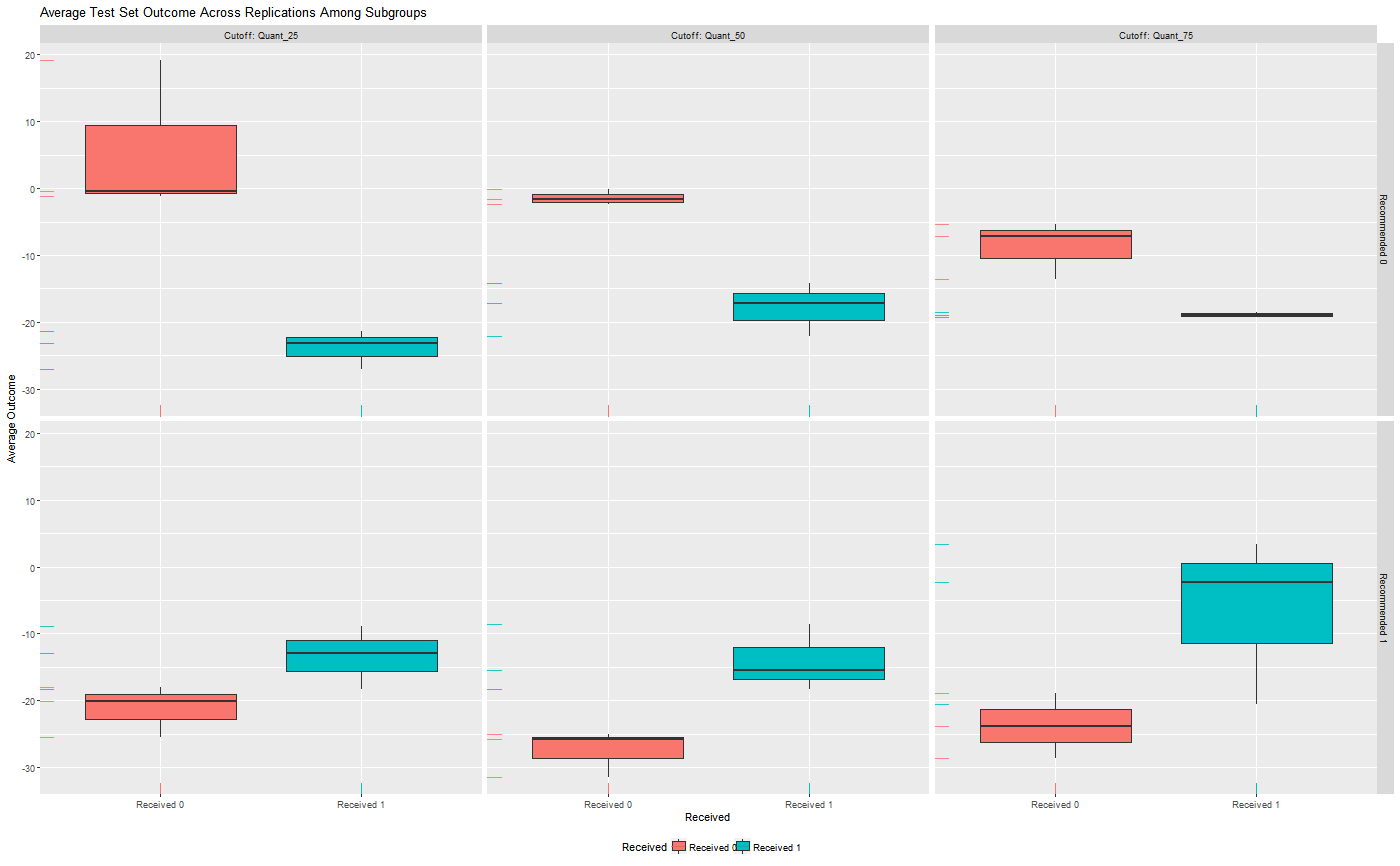 Average Test Set Outcome Across Replications Among Subgroups
Cutoff: Quant_25
Cutoff: Quant_50
Cutoff: Quant_75
20
10
0
-10
-20
-30
Recommended 0
Average Outcome
20
10
0
-10
-20
-30
Recommended 1
Received 0
Received 1
Received 0
Received 1
Received 0
Received 1
Received
Received
Received 0
Received 1